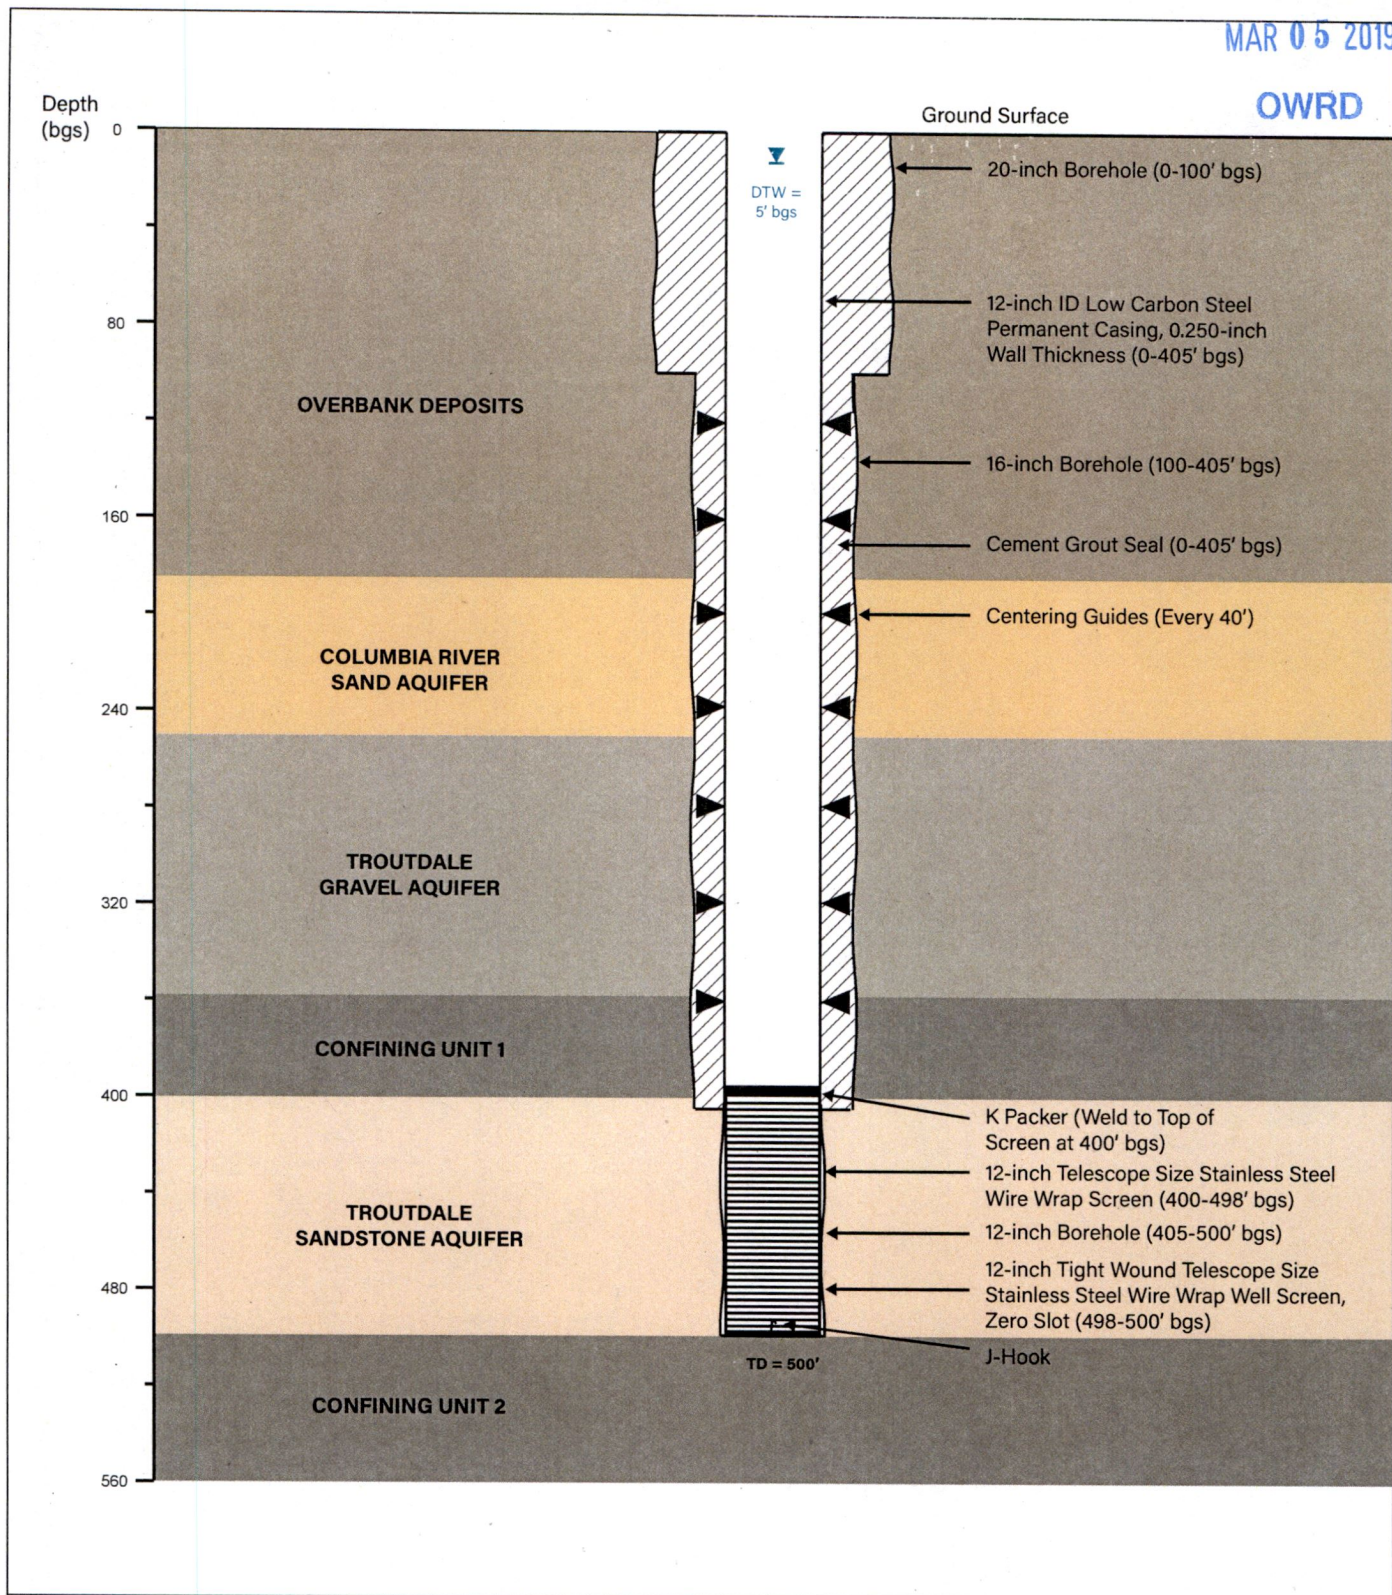 MAR 05 2019
OWRD
Depth
(bgs)
0
80
160
240
320
400
480
560
Ground Surface
DTW =
5' bgs
20-inch Borehole (0-100' bgs)
12-inch ID Low Carbon Steel
Permanent Casing, 0.250-inch
Wall Thickness (0-405' bgs)
OVERBANK DEPOSITS
16-inch Borehole (100-405' bgs)
Cement Grout Seal (0-405' bgs)
Centering Guides (Every 40')
COLUMBIA RIVER
SAND AQUIFER
TROUTDALE
GRAVEL AQUIFER
CONFINING UNIT 1
K Packer (Weld to Top of
Screen at 400' bgs)
12-inch Telescope Size Stainless Steel
Wire Wrap Screen (400-498' bgs)
TROUTDALE
SANDSTONE AQUIFER
12-inch Borehole (405-500' bgs)
12-inch Tight Wound Telescope Size
Stainless Steel Wire Wrap Well Screen,
Zero Slot (498-500' bgs)
J-Hook
TD = 500'
CONFINING UNIT 2